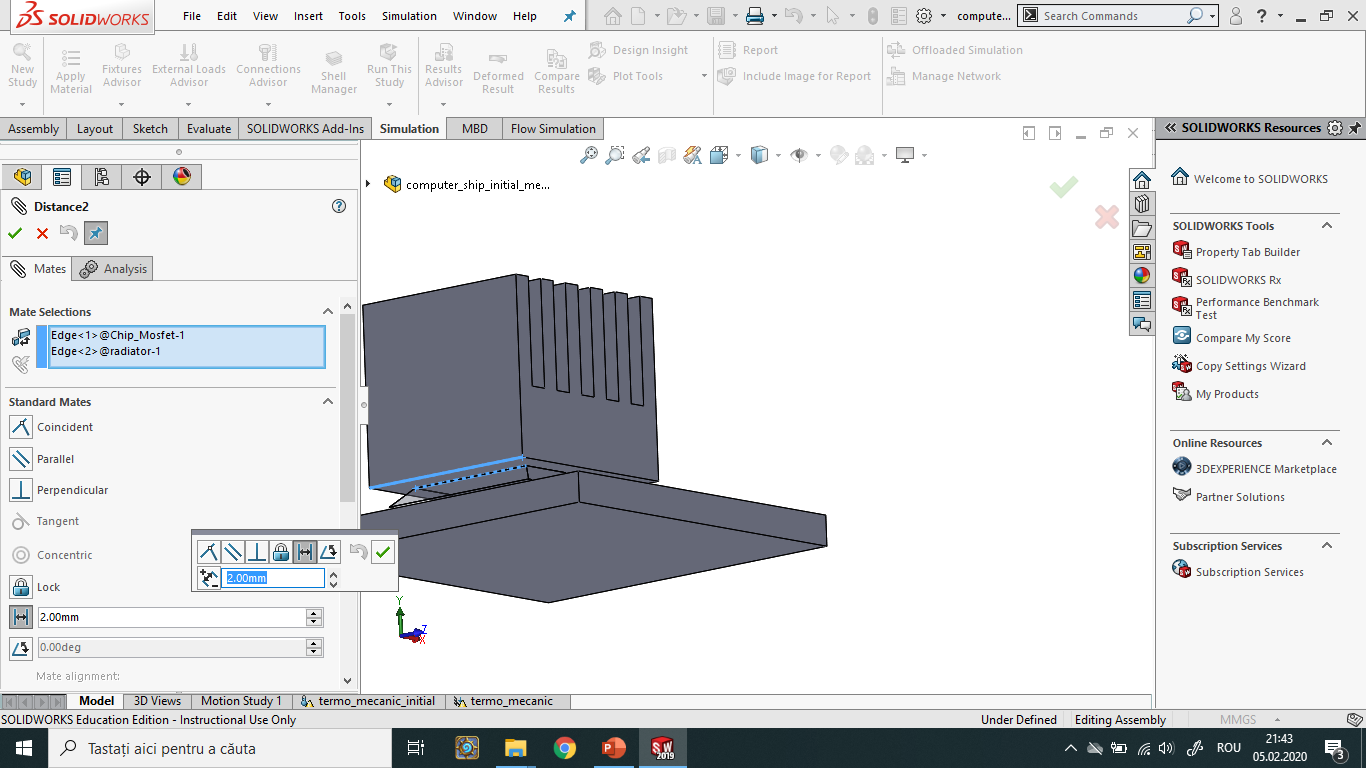 SOLIDWORKS File Edit View Insert Tools Simulation Window Help compute... Search Commands ?
New Study
Apply Material
Fixtures Advisor
External Loads Advisor
Connections Advisor
Shell Manager
Run This Study
Results Advisor
Deformed Result
Compare Results
Design Insight
Plot Tools
Report
Include Image for Report
Offloaded Simulation
Manage Network
Assembly Layout Sketch Evaluate SOLIDWORKS Add-Ins Simulation MBD Flow Simulation
Distance2
Mates Analysis
Mate Selections
Edge<1>@Chip_Mosfet-1
Edge<2>@radiator-1
Standard Mates
Coincident
Parallel
Perpendicular
Tangent
Concentric
Lock
2.00mm
0.00deg
Mate alignment:
computer_ship_initial_me...
2.00mm
Y
Z
X
SOLIDWORKS Resources
Welcome to SOLIDWORKS
SOLIDWORKS Tools
Property Tab Builder
SOLIDWORKS Rx
Performance Benchmark
Test
Compare My Score
Copy Settings Wizard
My Products
Online Resources
3DEXPERIENCE Marketplace
Partner Solutions
Subscription Services
Subscription Services
Model 3D Views Motion Study 1 termo_mecanic_initial termo_mecanic
SOLIDWORKS Education Edition - Instructional Use Only Under Defined Editing Assembly MMGS
Tastați aici pentru a căuta
SW
2019
ROU
21:43
05.02.2020
3